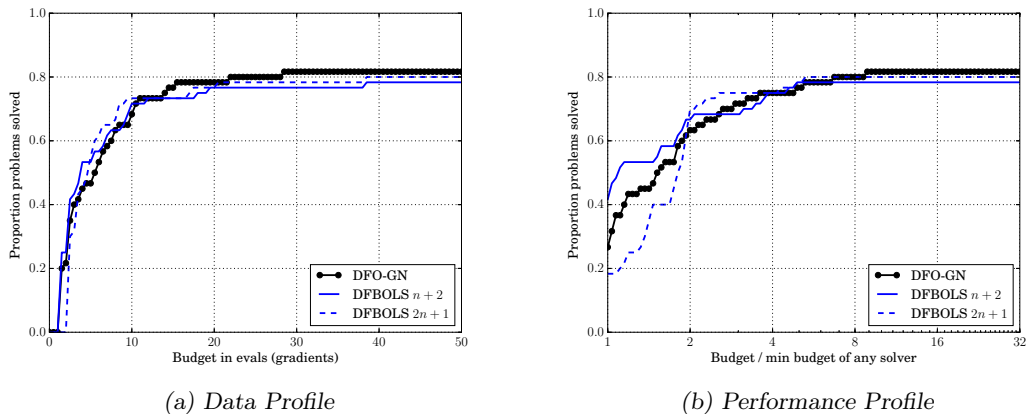 1.0
0.8
0.6
0.4
0.2
0.0
Proportion problems solved
DFO-GN
DFBOLS n + 2
DFBOLS 2n + 1
0 10 20 30 40 50
Budget in evals (gradients)
(a) Data Profile
1.0
0.8
0.6
0.4
0.2
0.0
Proportion problems solved
DFO-GN
DFBOLS n + 2
DFBOLS 2n + 1
1 2 4 8 16 32
Budget / min budget of any solver
(b) Performance Profile